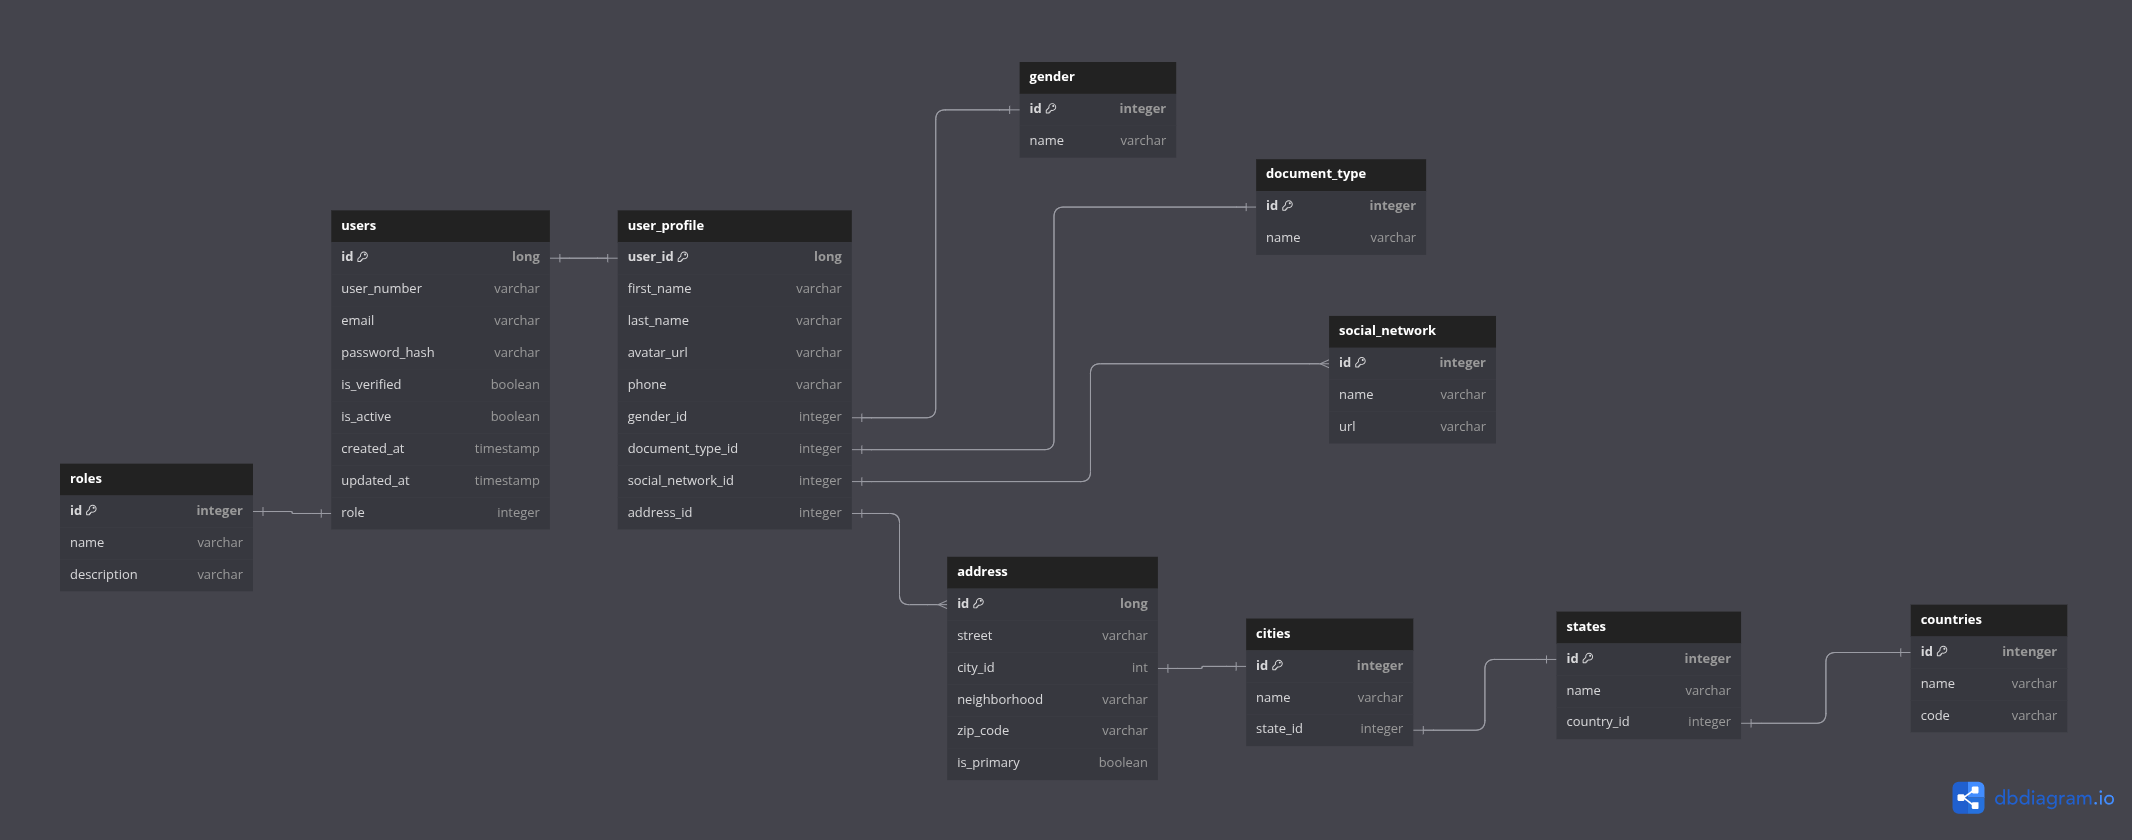 gender
id integer
name varchar
document_type
id integer
name varchar
users
id long
user_number varchar
email varchar
password_hash varchar
is_verified boolean
is_active boolean
created_at timestamp
updated_at timestamp
role integer
user_profile
user_id long
first_name varchar
last_name varchar
avatar_url varchar
phone varchar
gender_id integer
document_type_id integer
social_network_id integer
address_id integer
social_network
id integer
name varchar
url varchar
roles
id integer
name varchar
description varchar
address
id long
street varchar
city_id int
neighborhood varchar
zip_code varchar
is_primary boolean
cities
id integer
name varchar
state_id integer
states
id integer
name varchar
country_id integer
countries
id intenger
name varchar
code varchar
dbdiagram.io